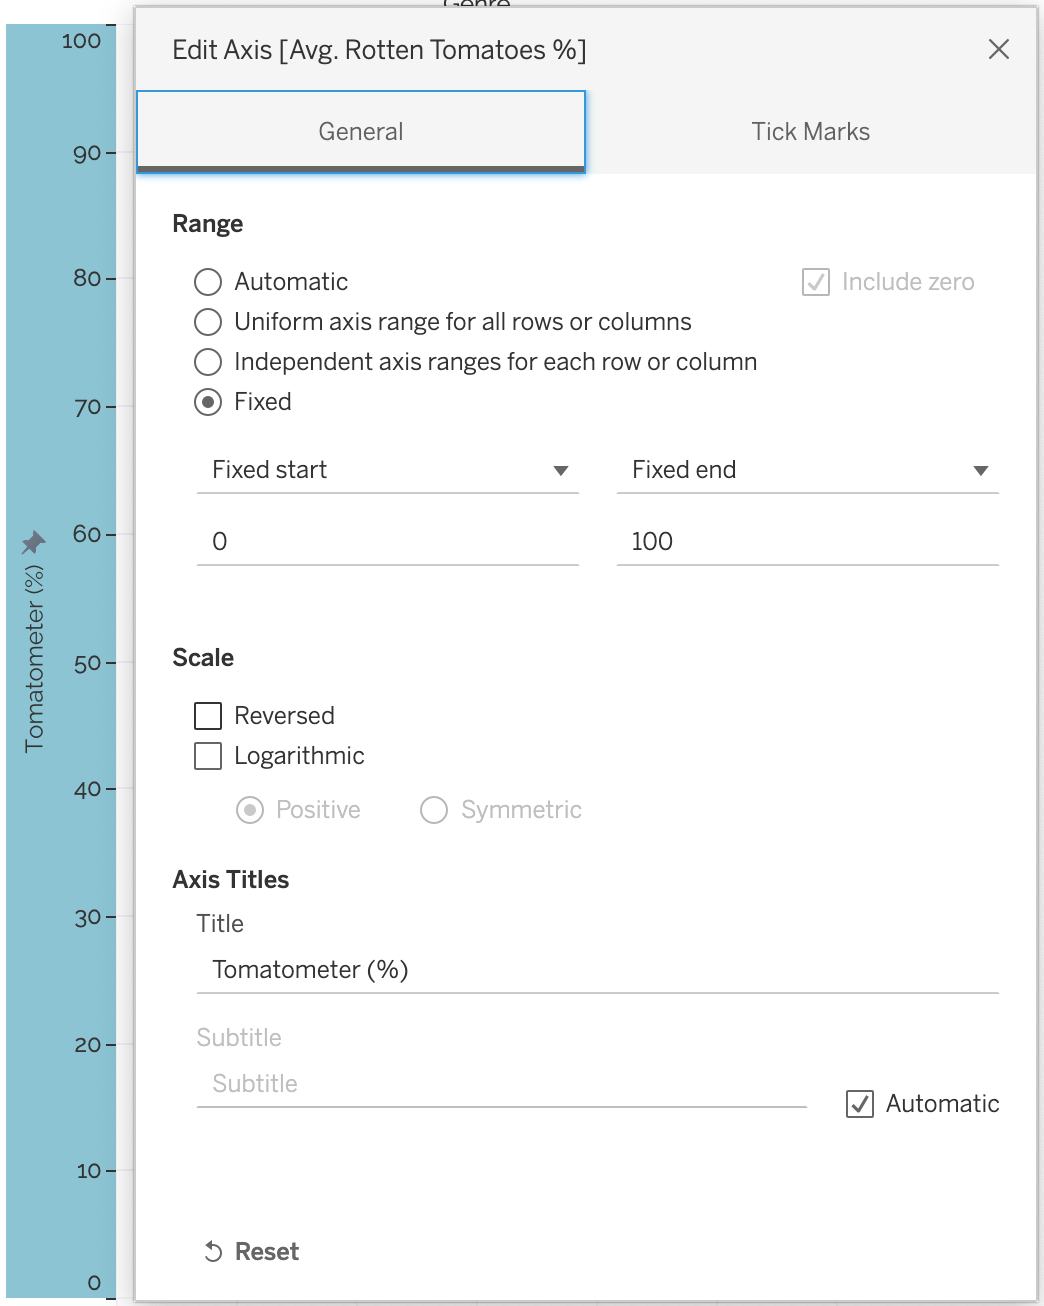 Genre
Edit Axis [Avg. Rotten Tomatoes %]
General
Tick Marks
Range
Automatic
Include zero
Uniform axis range for all rows or columns
Independent axis ranges for each row or column
Fixed
Fixed start
Fixed end
0
100
Scale
Reversed
Logarithmic
Positive
Symmetric
Axis Titles
Title
Tomatometer (%)
Subtitle
Subtitle
Automatic
Reset
Tomatometer (%)
100
90
80
70
60
50
40
30
20
10
0